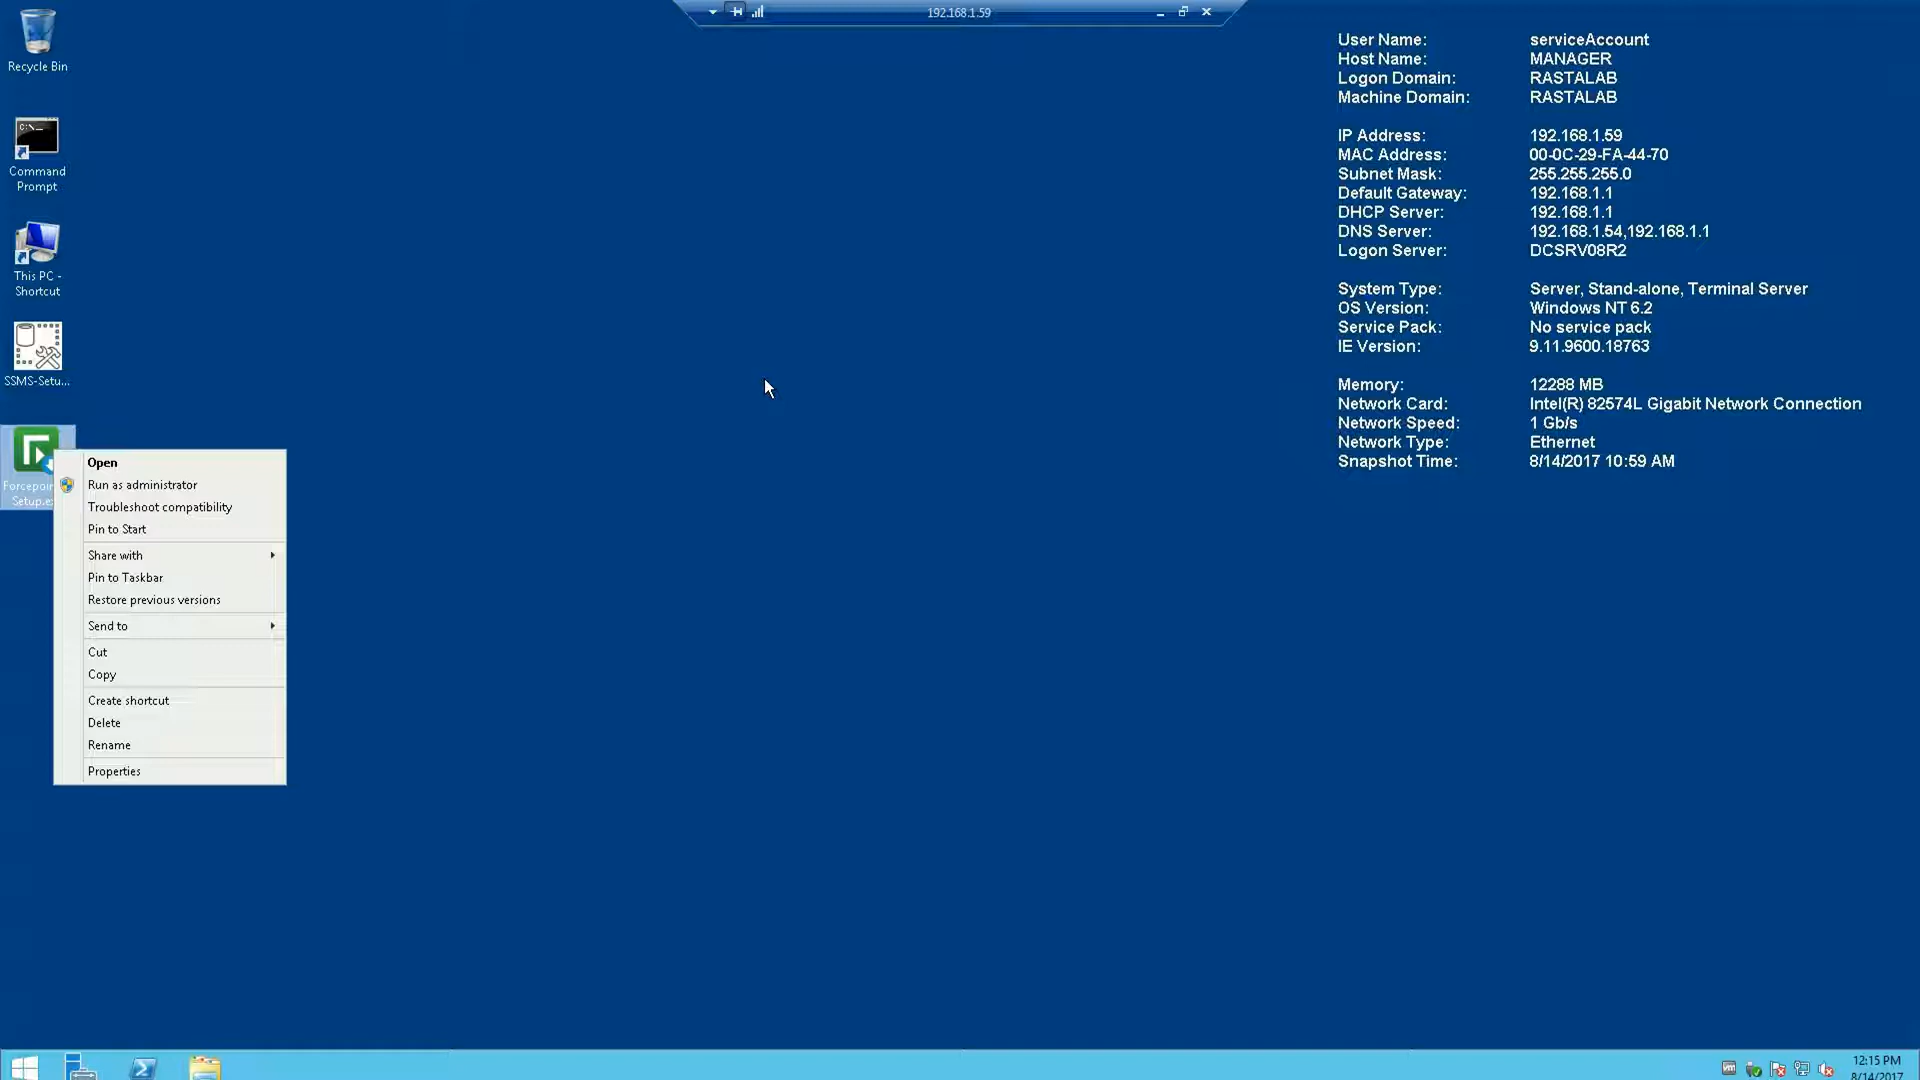 192.168.1.59
Recycle Bin
Command
Prompt
This PC -
Shortcut
SSMS-Setu...
Setup.e
Open
Run as administrator
Troubleshoot compatibility
Pin to Start
Share with
Pin to Taskbar
Restore previous versions
Send to
Cut
Copy
Create shortcut
Delete
Rename
Properties
User Name: serviceAccount
Host Name: MANAGER
Logon Domain: RASTALAB
Machine Domain: RASTALAB
IP Address: 192.168.1.59
MAC Address: 00-0C-29-FA-44-70
Subnet Mask: 255.255.255.0
Default Gateway: 192.168.1.1
DHCP Server: 192.168.1.1
DNS Server: 192.168.1.54,192.168.1.1
Logon Server: DCSRV08R2
System Type: Server, Stand-alone, Terminal Server
OS Version: Windows NT 6.2
Service Pack: No service pack
IE Version: 9.11.9600.18763
Memory: 12288 MB
Network Card: Intel(R) 82574L Gigabit Network Connection
Network Speed: 1 Gb/s
Network Type: Ethernet
Snapshot Time: 8/14/2017 10:59 AM
12:15 PM
8/14/2017